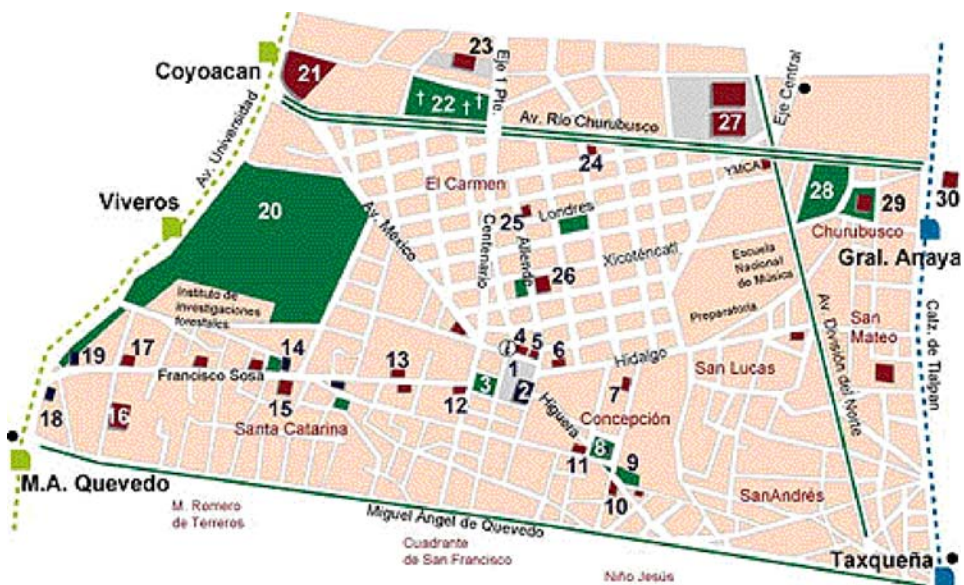 23
Coyoacan
21
Eje 1 Pte.
22
27
Eje Central
Av. Universidad
Av. Río Churubusco
24
YMCA
El Carmen
28
29
30
Viveros
20
Av. México
25
Londres
Churubusco
Centenario
Allende
Xicoténcatl
Escuela
Nacional
de Música
Gral. Anaya
26
Instituto de
investigaciones
forestales
Preparatoria
Av. División del Norte
San
Mateo
Calz. de Tlalpan
19
17
14
13
i
4
5
6
Hidalgo
San Lucas
1
Francisco Sosa
3
2
7
18
16
15
12
Higuera
Concepción
Santa Catarina
8
11
9
M.A. Quevedo
10
SanAndrés
M. Romero
de Terreros
Miguel Ángel de Quevedo
Cuadrante
de San Francisco
Niño Jesús
Taxqueña